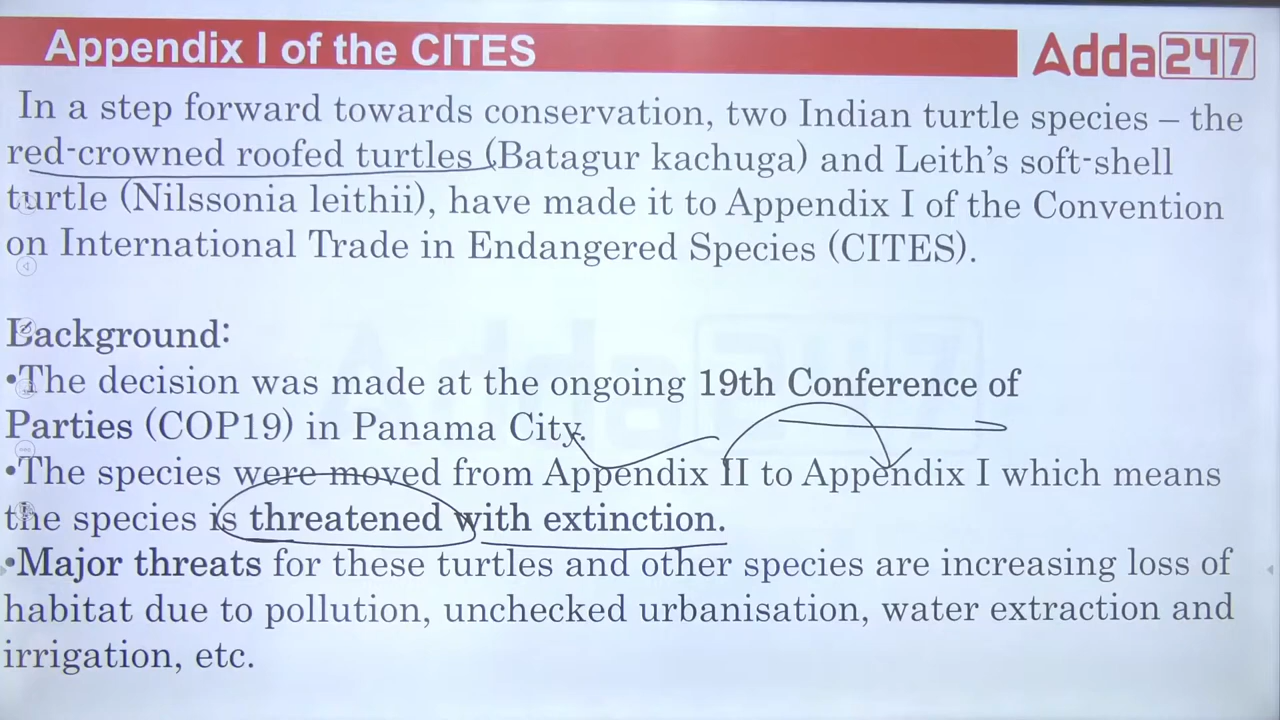 Appendix I of the CITES
Adda247
In a step forward towards conservation, two Indian turtle species – the
red-crowned roofed turtles (Batagur kachuga) and Leith's soft-shell
turtle (Nilssonia leithii), have made it to Appendix I of the Convention
on International Trade in Endangered Species (CITES).
Background:
•The decision was made at the ongoing 19th Conference of
Parties (COP19) in Panama City.
•The species were moved from Appendix II to Appendix I which means
the species is threatened with extinction.
•Major threats for these turtles and other species are increasing loss of
habitat due to pollution, unchecked urbanisation, water extraction and
irrigation, etc.